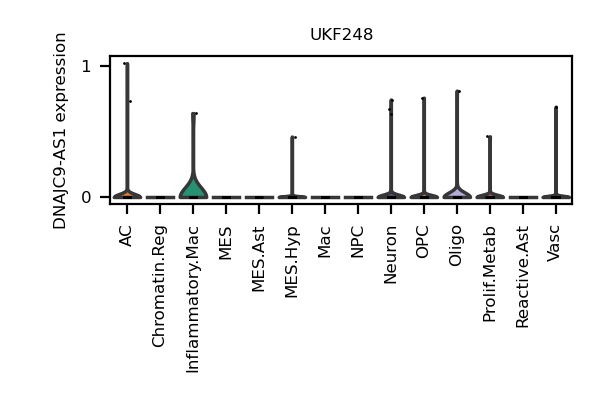 UKF248
DNAJC9-AS1 expression
1
0
AC
Chromatin.Reg
Inflammatory.Mac
MES
MES.Ast
MES.Hyp
Mac
NPC
Neuron
OPC
Oligo
Prolif.Metab
Reactive.Ast
Vasc